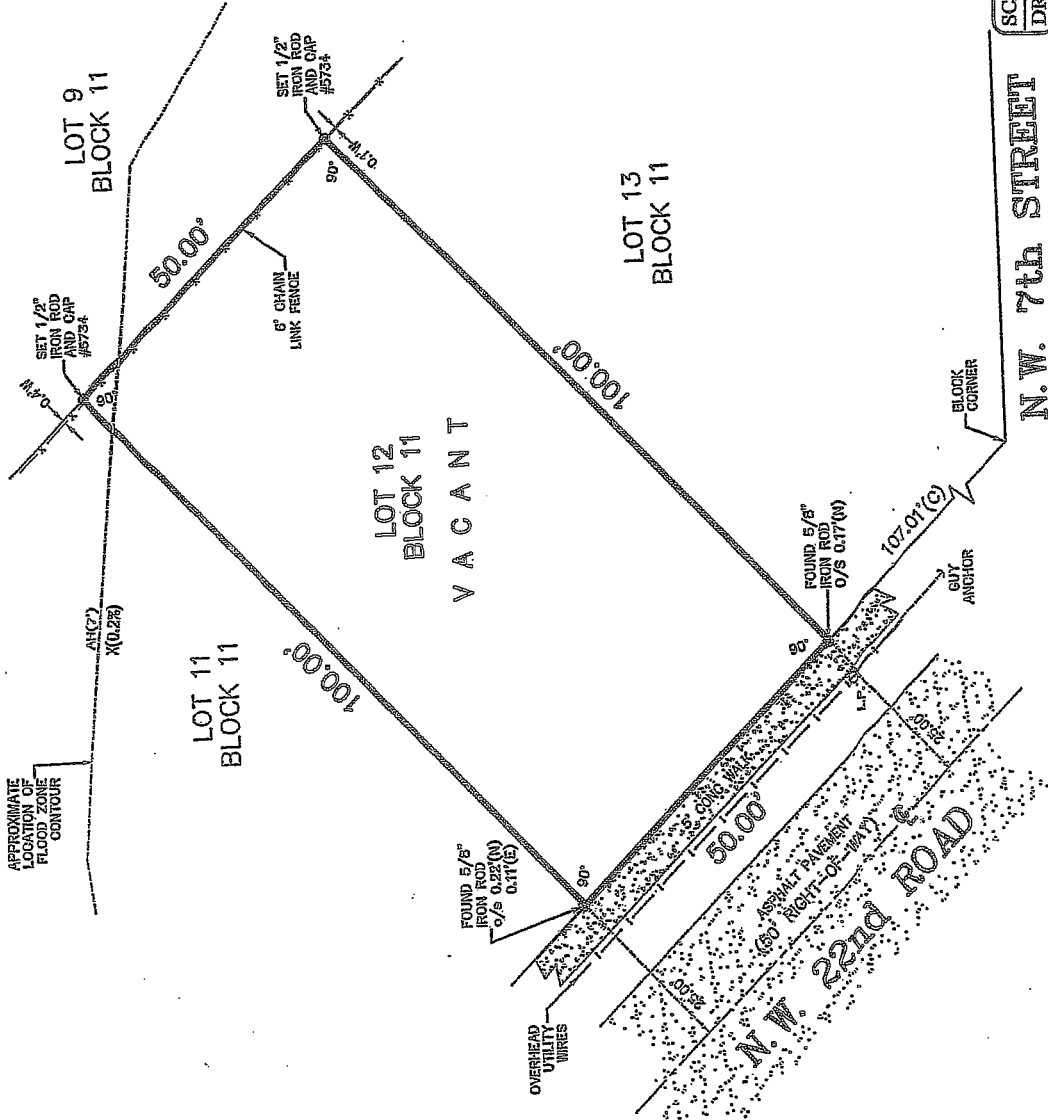 SC
DR
LOT 9
BLOCK 11
SET 1/2"
IRON ROD
AND CAP
#5734
0.4'W
90°
50.00'
SET 1/2"
IRON ROD
AND CAP
#5734
90°
6' CHAIN
LINK FENCE
APPROXIMATE
LOCATION OF
FLOOD ZONE
CONTOUR
AH(7')
X(0.2%)
LOT 11
BLOCK 11
100.00'
LOT 12
BLOCK 11
VACANT
100.00'
LOT 13
BLOCK 11
FOUND 5/8"
IRON ROD
O/S 0.22'(N)
0.11'(E)
90°
FOUND 5/8"
IRON ROD
O/S 0.17'(N)
90°
107.01'(C)
BLOCK
CORNER
GUY
ANCHOR
OVERHEAD
UTILITY
WIRES
5' CONC WALK
50.00'
L.P.
25.00'
25.00'
ASPHALT PAVEMENT
(50' RIGHT-OF-WAY)
N.W. 22nd ROAD
N.W. 7th STREET